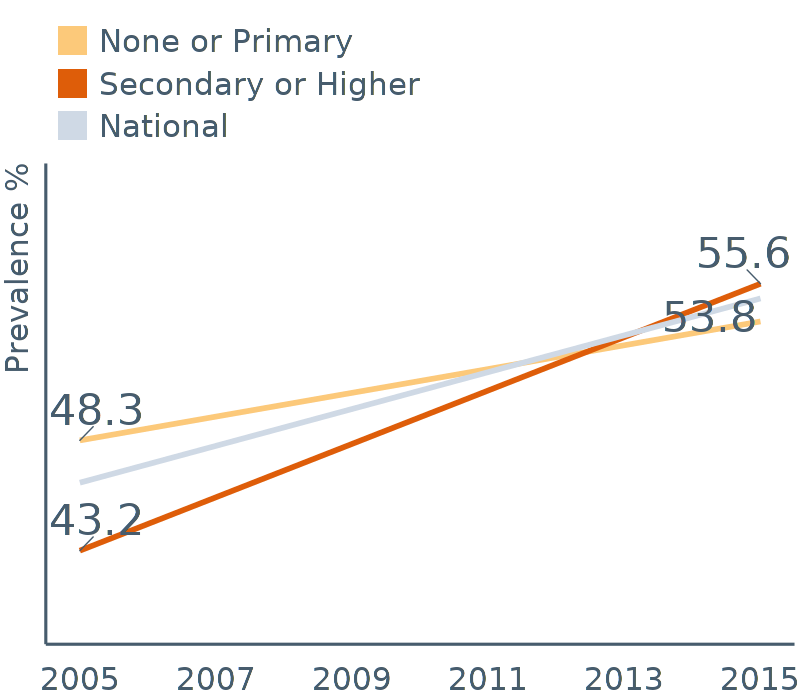 None or Primary
Secondary or Higher
National
Prevalence %
55.6
53.8
48.3
43.2
2005 2007 2009 2011 2013 2015